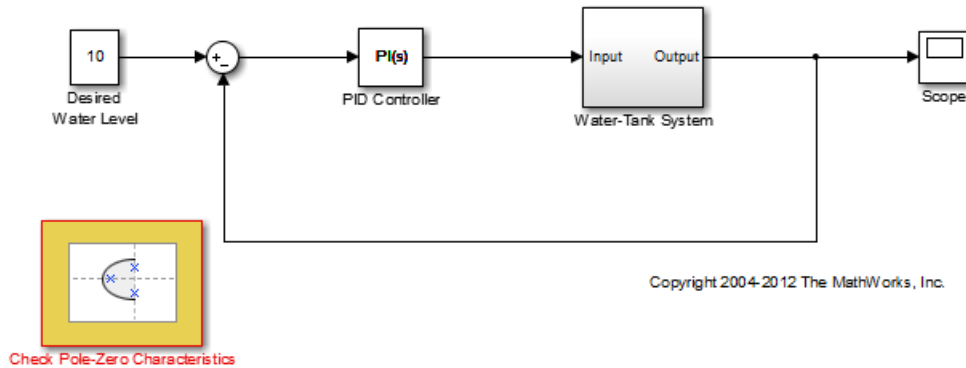 10
Desired
Water Level
+
-
PI(s)
PID Controller
Input Output
Water-Tank System
Scope
Check Pole-Zero Characteristics
Copyright 2004-2012 The MathWorks, Inc.